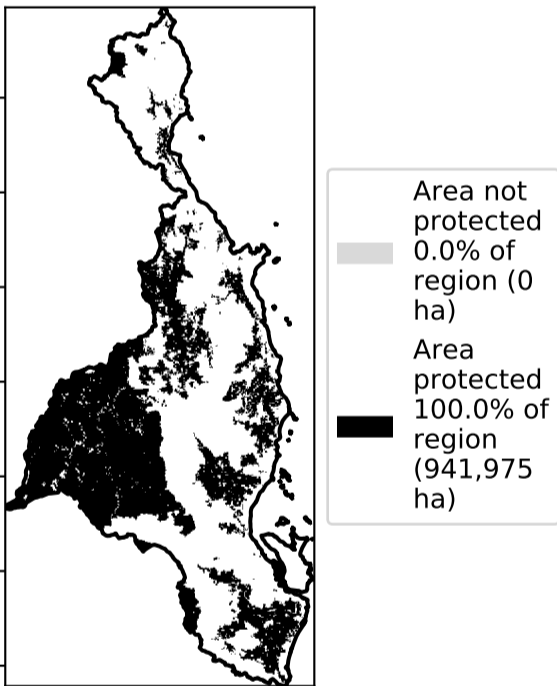 Area not
protected
0.0% of
region (0
ha)
Area
protected
100.0% of
region
(941,975
ha)